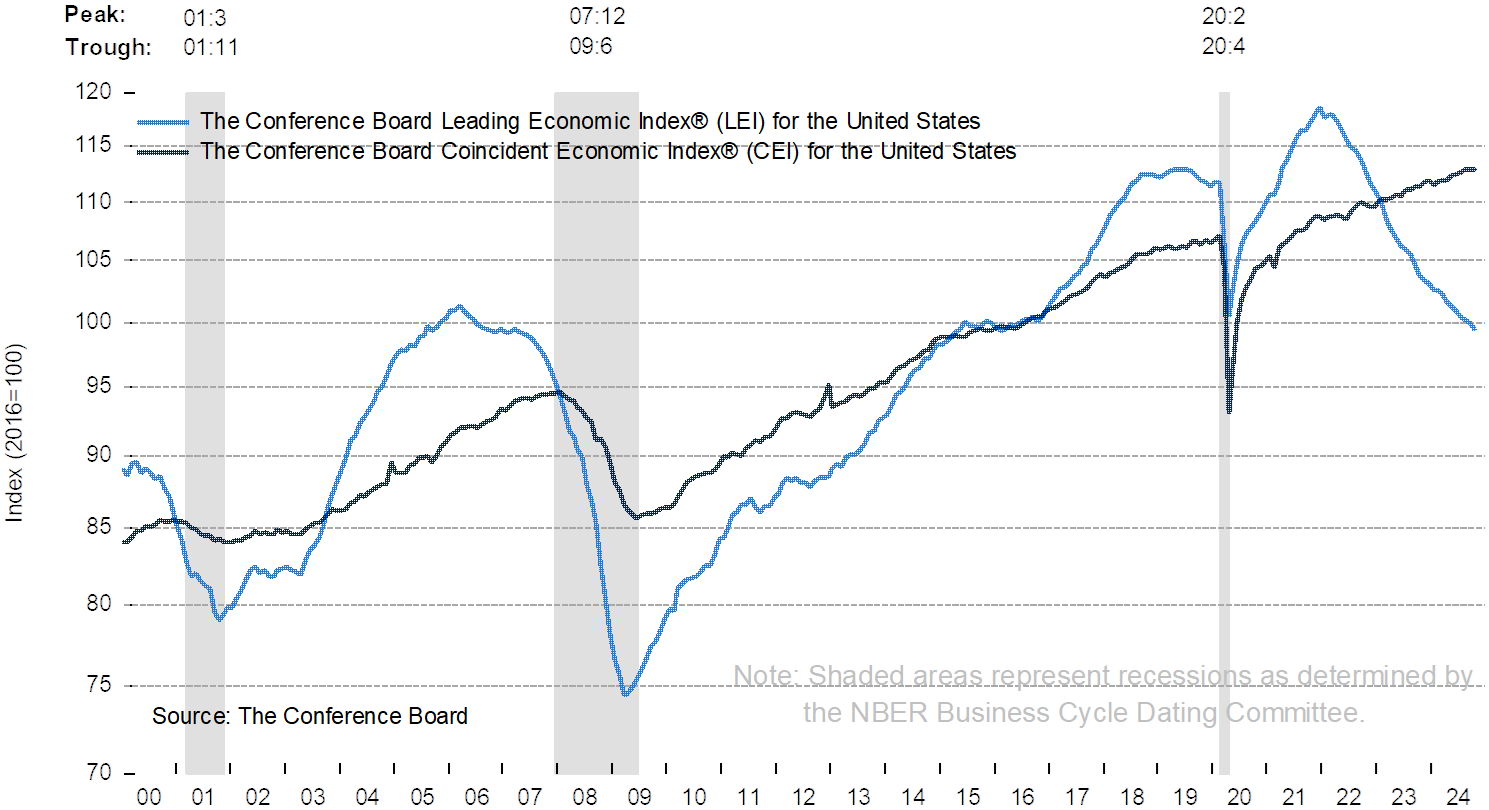 Peak: 01:3 07:12 20:2
Trough: 01:11 09:6 20:4
120
The Conference Board Leading Economic Index® (LEI) for the United States
115
The Conference Board Coincident Economic Index® (CEI) for the United States
110
105
100
95
90
85
80
75
70
Index (2016=100)
Note: Shaded areas represent recessions as determined by
the NBER Business Cycle Dating Committee.
Source: The Conference Board
00 01 02 03 04 05 06 07 08 09 10 11 12 13 14 15 16 17 18 19 20 21 22 23 24